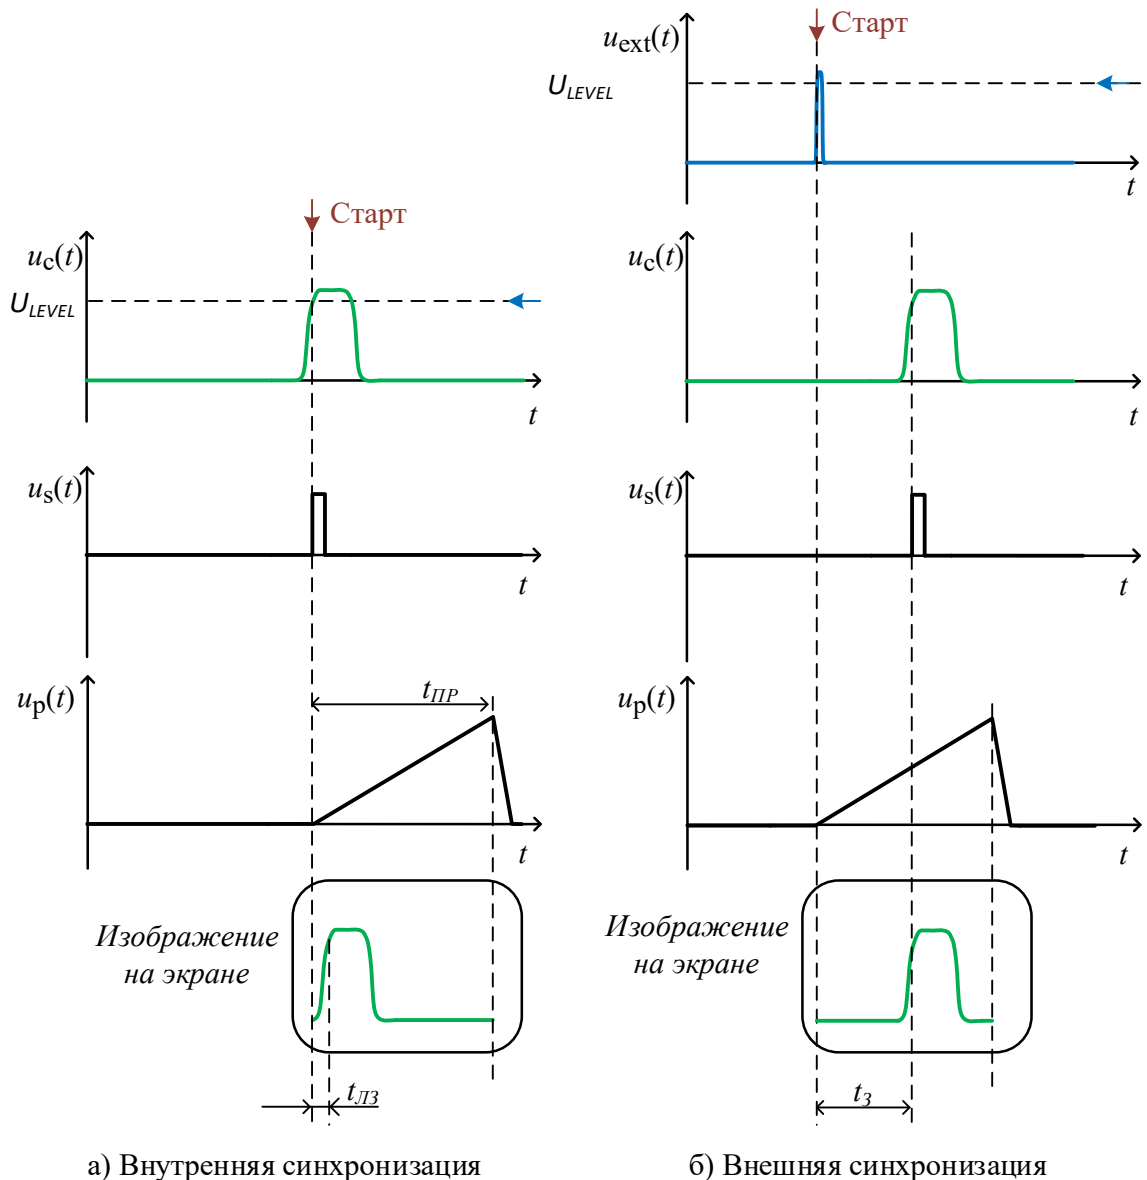 Старт
u_c(t)
U_LEVEL
t
u_s(t)
t
u_p(t)
t_ПР
t
Изображение
на экране
t_ЛЗ
а) Внутренняя синхронизация
Старт
u_ext(t)
U_LEVEL
t
u_c(t)
t
u_s(t)
t
u_p(t)
t
Изображение
на экране
t_З
б) Внешняя синхронизация